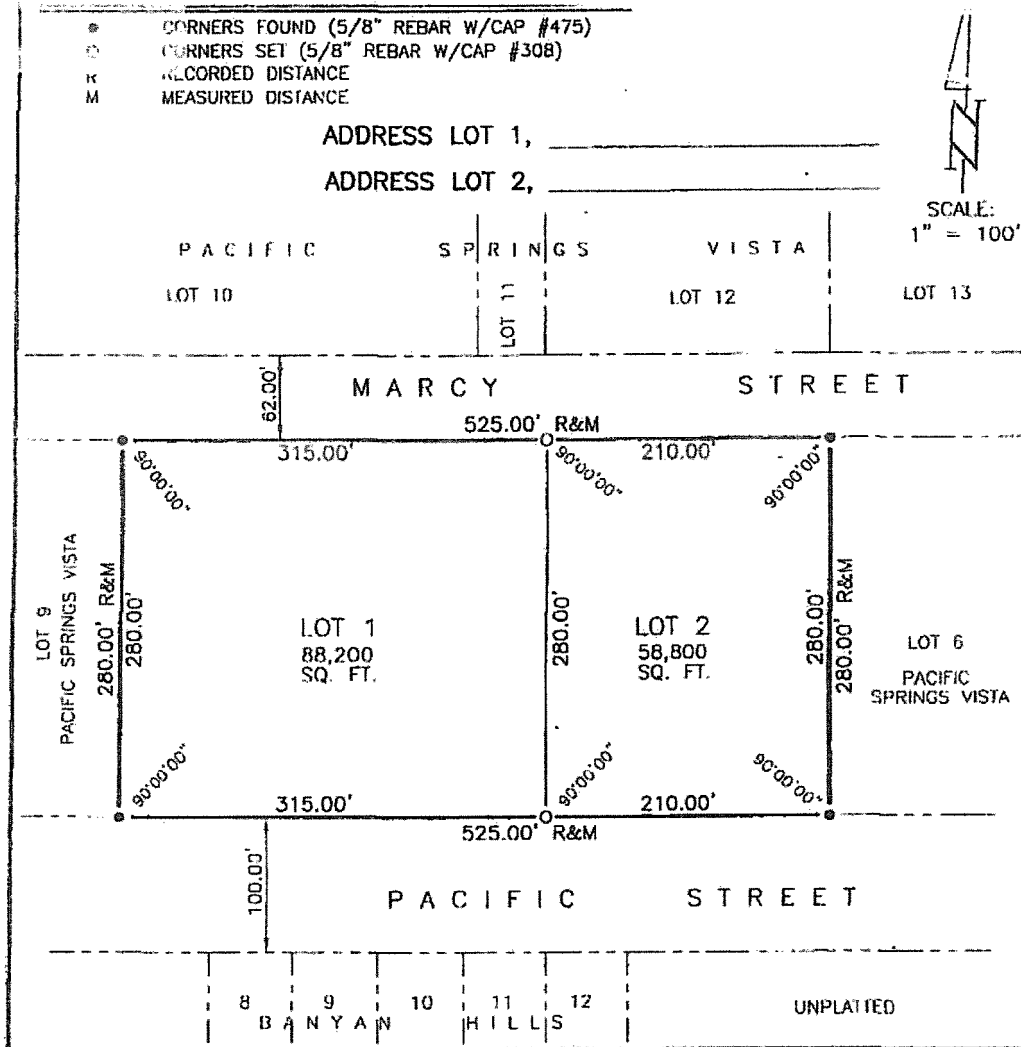 CORNERS FOUND (5/8" REBAR W/CAP #475)
CORNERS SET (5/8" REBAR W/CAP #308)
R RECORDED DISTANCE
M MEASURED DISTANCE
ADDRESS LOT 1,
ADDRESS LOT 2,
N
SCALE:
1" = 100'
PACIFIC SPRINGS VISTA
LOT 10
LOT 11
LOT 12
LOT 13
62.00'
MARCY STREET
525.00' R&M
315.00'
210.00'
90°00'00"
90°00'00"
90°00'00"
LOT 9
PACIFIC SPRINGS VISTA
280.00' R&M
280.00'
LOT 1
88,200
SQ. FT.
280.00'
LOT 2
58,800
SQ. FT.
280.00'
280.00' R&M
LOT 6
PACIFIC
SPRINGS VISTA
90°00'00"
90°00'00"
90°00'00"
315.00'
210.00'
525.00' R&M
100.00'
PACIFIC STREET
8 9 10 11 12
BANYAN HILLS
UNPLATTED